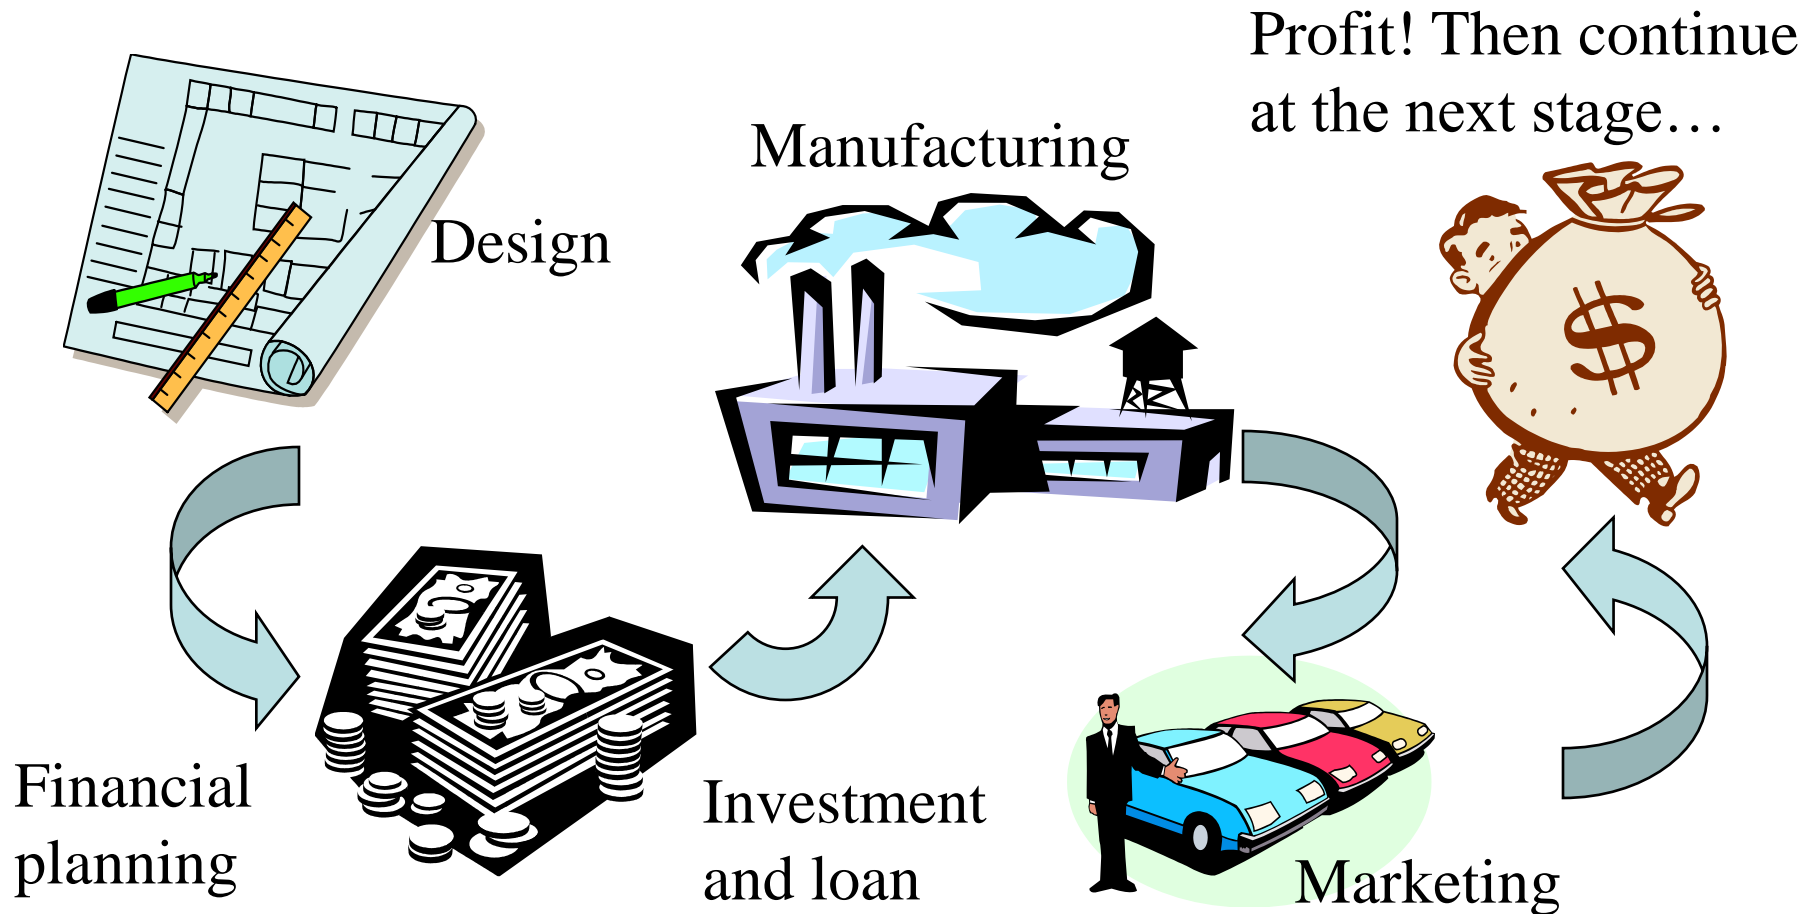 Design
Financial
planning
Investment
and loan
Manufacturing
Marketing
Profit! Then continue
at the next stage…
$